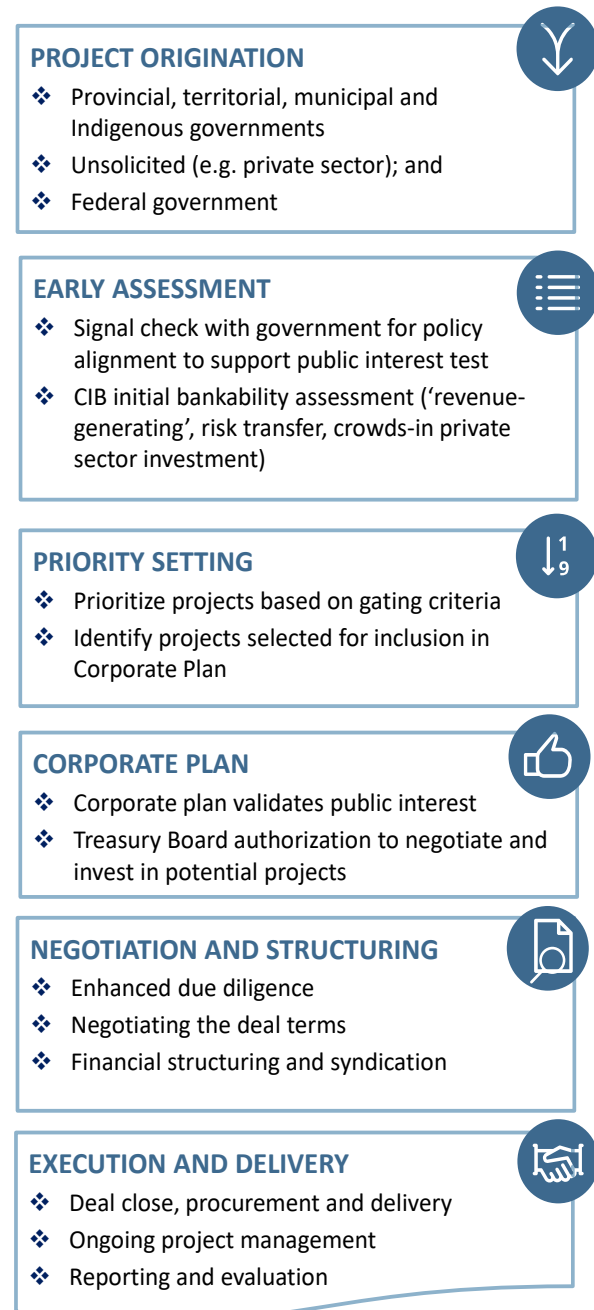 PROJECT ORIGINATION
❖ Provincial, territorial, municipal and
Indigenous governments
❖ Unsolicited (e.g. private sector); and
❖ Federal government
EARLY ASSESSMENT
❖ Signal check with government for policy
alignment to support public interest test
❖ CIB initial bankability assessment (‘revenue-
generating’, risk transfer, crowds-in private
sector investment)
1
9
PRIORITY SETTING
❖ Prioritize projects based on gating criteria
❖ Identify projects selected for inclusion in
Corporate Plan
CORPORATE PLAN
❖ Corporate plan validates public interest
❖ Treasury Board authorization to negotiate and
invest in potential projects
NEGOTIATION AND STRUCTURING
❖ Enhanced due diligence
❖ Negotiating the deal terms
❖ Financial structuring and syndication
EXECUTION AND DELIVERY
❖ Deal close, procurement and delivery
❖ Ongoing project management
❖ Reporting and evaluation